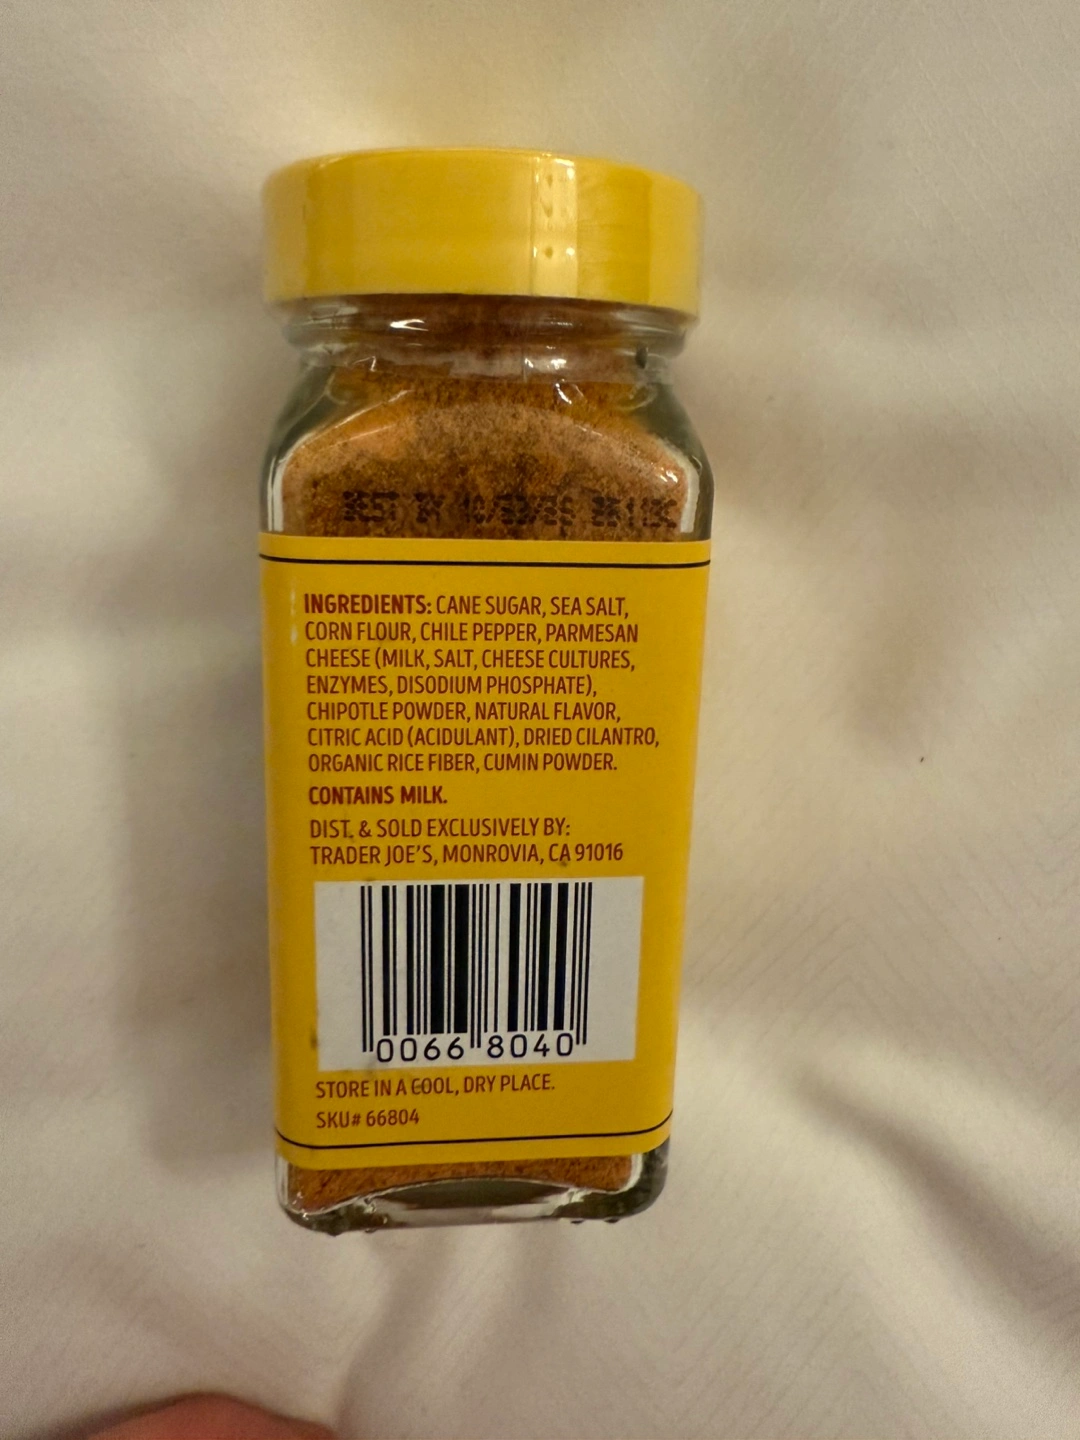 BEST BY
INGREDIENTS: CANE SUGAR, SEA SALT,
CORN FLOUR, CHILE PEPPER, PARMESAN
CHEESE (MILK, SALT, CHEESE CULTURES,
ENZYMES, DISODIUM PHOSPHATE),
CHIPOTLE POWDER, NATURAL FLAVOR,
CITRIC ACID (ACIDULANT), DRIED CILANTRO,
ORGANIC RICE FIBER, CUMIN POWDER.
CONTAINS MILK.
DIST. & SOLD EXCLUSIVELY BY:
TRADER JOE'S, MONROVIA, CA 91016
0066 8040
STORE IN A COOL, DRY PLACE.
SKU# 66804